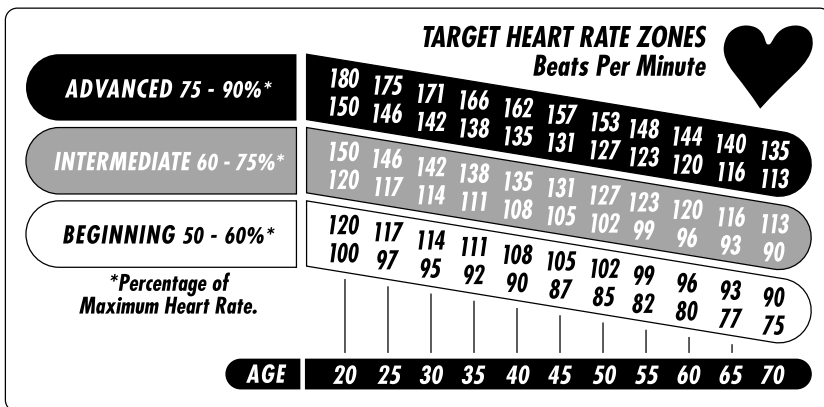 TARGET HEART RATE ZONES
Beats Per Minute
ADVANCED 75 - 90%*
180 175 171 166 162 157 153 148 144 140 135
150 146 142 138 135 131 127 123 120 116 113
INTERMEDIATE 60 - 75%*
150 146 142 138 135 131 127 123 120 116 113
120 117 114 111 108 105 102 99 96 93 90
BEGINNING 50 - 60%*
120 117 114 111 108 105 102 99 96 93 90
100 97 95 92 90 87 85 82 80 77 75
*Percentage of
Maximum Heart Rate.
AGE 20 25 30 35 40 45 50 55 60 65 70